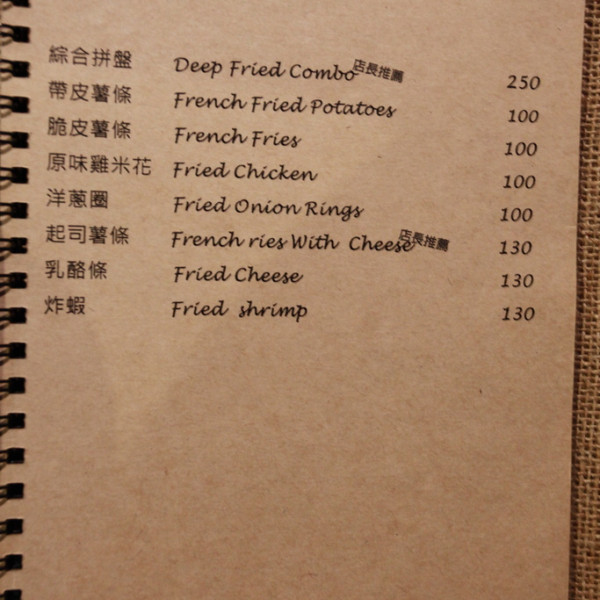 綜合拼盤 Deep Fried Combo 店長推薦 250
帶皮薯條 French Fried Potatoes 100
脆皮薯條 French Fries 100
原味雞米花 Fried Chicken 100
洋蔥圈 Fried Onion Rings 100
起司薯條 French ries With Cheese 店長推薦 130
乳酪條 Fried Cheese 130
炸蝦 Fried shrimp 130